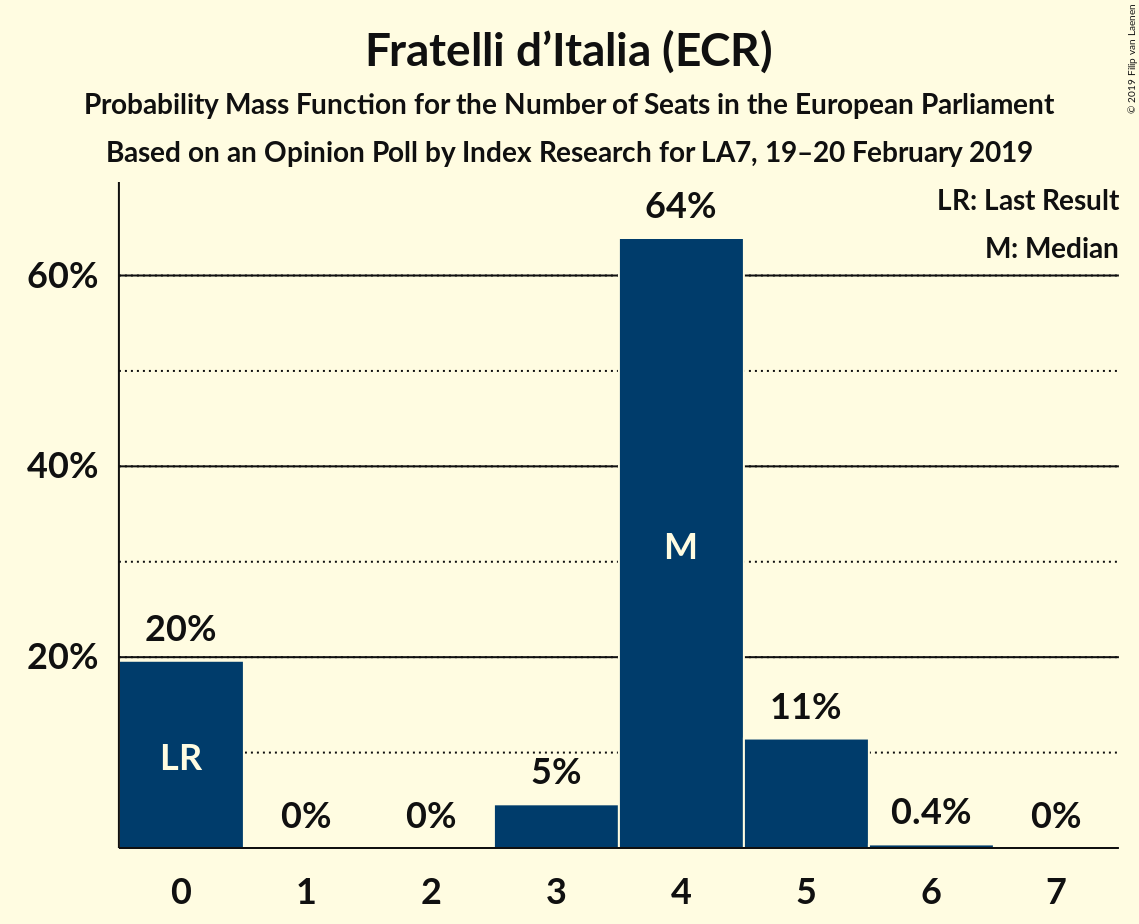 Fratelli d’Italia (ECR)
Probability Mass Function for the Number of Seats in the European Parliament
Based on an Opinion Poll by Index Research for LA7, 19–20 February 2019
© 2019 Filip van Laenen
LR: Last Result
M: Median
60%
40%
20%
20%
0%
0%
5%
64%
11%
0.4%
0%
LR
M
0 1 2 3 4 5 6 7